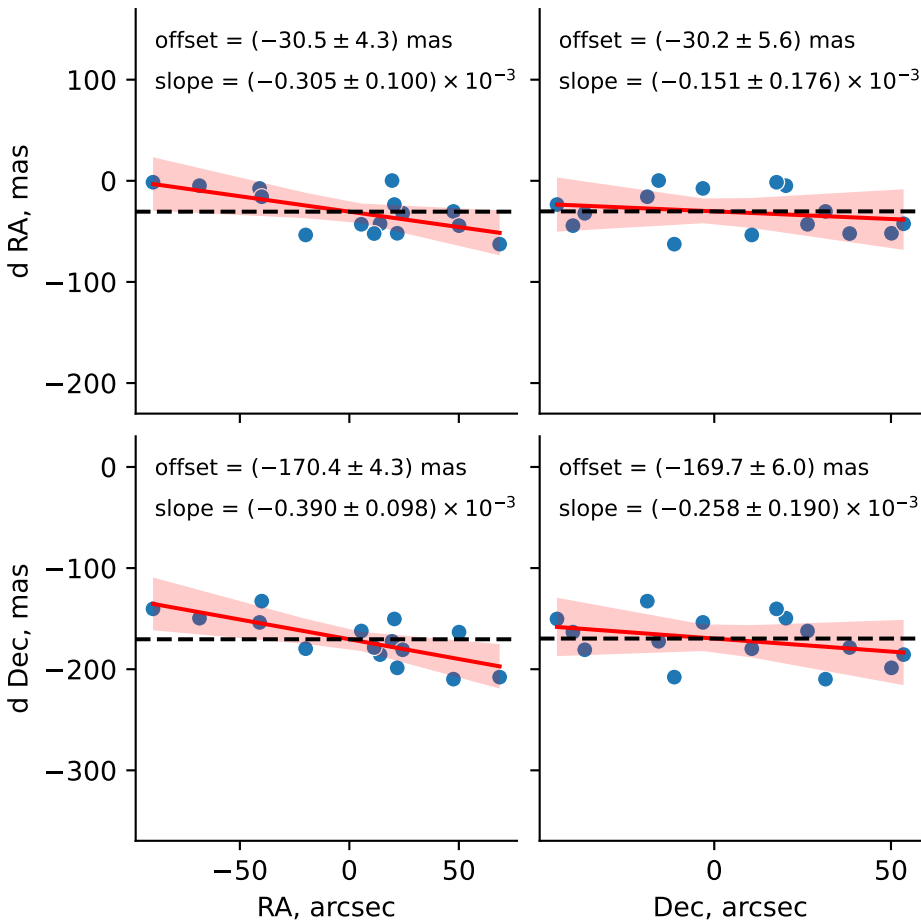 offset = (−30.5 ± 4.3) mas
slope = (−0.305 ± 0.100) × 10⁻³
offset = (−30.2 ± 5.6) mas
slope = (−0.151 ± 0.176) × 10⁻³
100
0
−100
−200
d RA, mas
offset = (−170.4 ± 4.3) mas
slope = (−0.390 ± 0.098) × 10⁻³
offset = (−169.7 ± 6.0) mas
slope = (−0.258 ± 0.190) × 10⁻³
0
−100
−200
−300
d Dec, mas
−50 0 50
RA, arcsec
0 50
Dec, arcsec